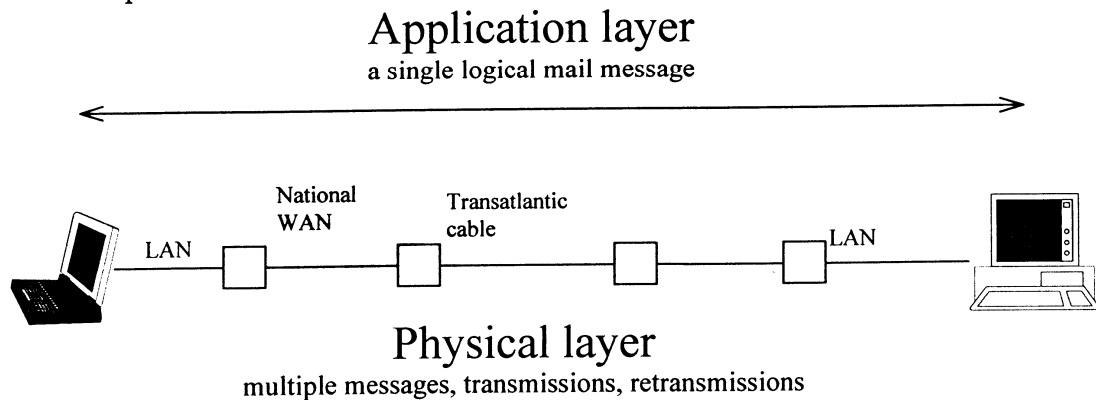 Application layer
a single logical mail message
National
WAN
Transatlantic
cable
LAN
LAN
Physical layer
multiple messages, transmissions, retransmissions